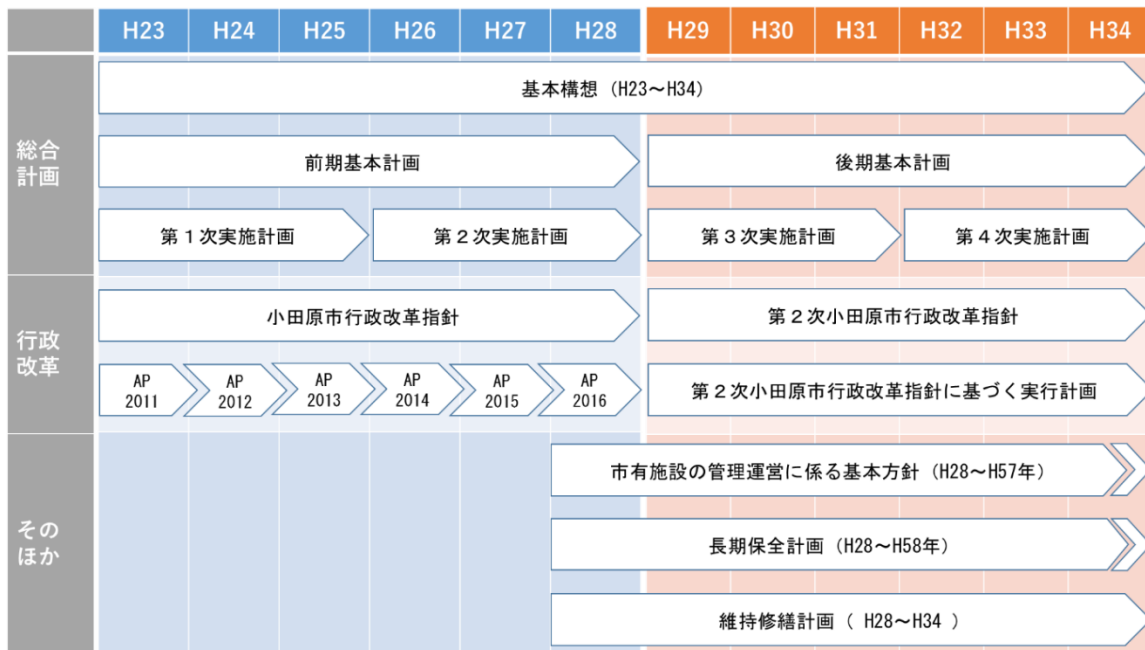 H23 H24 H25 H26 H27 H28 H29 H30 H31 H32 H33 H34
総合
計画
基本構想（H23～H34）
前期基本計画 後期基本計画
第１次実施計画 第２次実施計画 第３次実施計画 第４次実施計画
行政
改革
小田原市行政改革指針 第２次小田原市行政改革指針
AP
2011
AP
2012
AP
2013
AP
2014
AP
2015
AP
2016
第２次小田原市行政改革指針に基づく実行計画
その
ほか
市有施設の管理運営に係る基本方針（H28～H57年）
長期保全計画（H28～H58年）
維持修繕計画（ H28～H34 ）